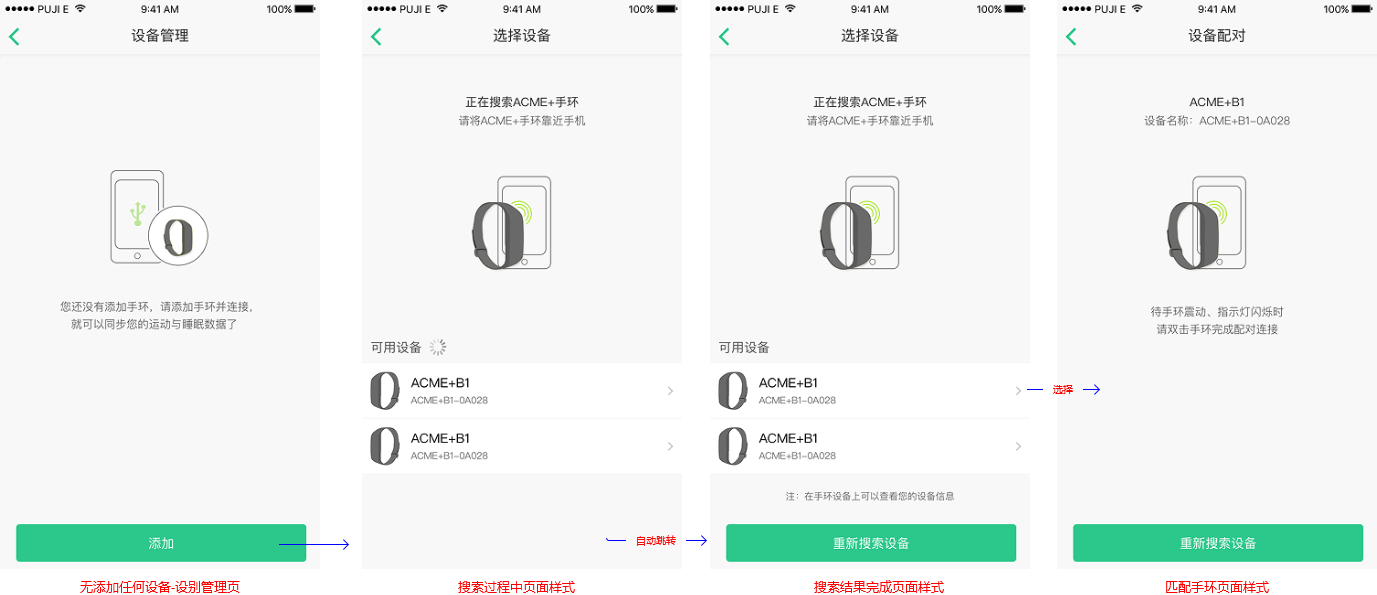 ●●●●● PUJI E 9:41 AM 100%
设备管理
您还没有添加手环，请添加手环并连接，
就可以同步您的运动与睡眠数据了
添加
无添加任何设备-设别管理页
●●●●● PUJI E 9:41 AM 100%
选择设备
正在搜索ACME+手环
请将ACME+手环靠近手机
可用设备
ACME+B1
ACME+B1-0A028
ACME+B1
ACME+B1-0A028
自动跳转
搜索过程中页面样式
●●●●● PUJI E 9:41 AM 100%
选择设备
正在搜索ACME+手环
请将ACME+手环靠近手机
可用设备
ACME+B1
ACME+B1-0A028
选择
ACME+B1
ACME+B1-0A028
注：在手环设备上可以查看您的设备信息
重新搜索设备
搜索结果完成页面样式
●●●●● PUJI E 9:41 AM 100%
设备配对
ACME+B1
设备名称：ACME+B1-0A028
待手环震动、指示灯闪烁时
请双击手环完成配对连接
重新搜索设备
匹配手环页面样式